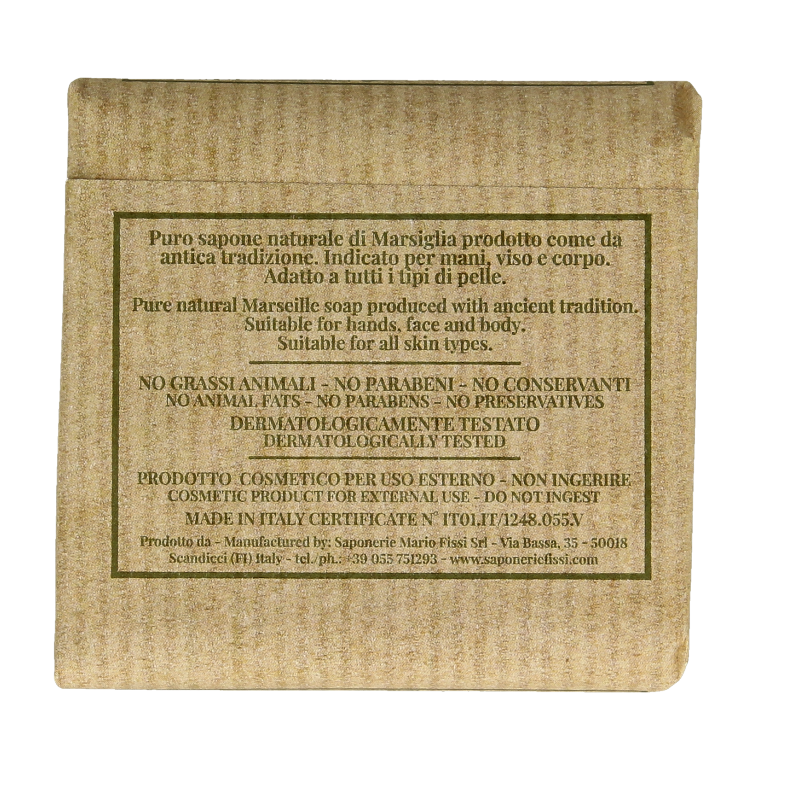 Puro sapone naturale di Marsiglia prodotto come da
antica tradizione. Indicato per mani, viso e corpo.
Adatto a tutti i tipi di pelle.
Pure natural Marseille soap produced with ancient tradition.
Suitable for hands, face and body.
Suitable for all skin types.
NO GRASSI ANIMALI - NO PARABENI - NO CONSERVANTI
NO ANIMAL FATS - NO PARABENS - NO PRESERVATIVES
DERMATOLOGICAMENTE TESTATO
DERMATOLOGICALLY TESTED
PRODOTTO COSMETICO PER USO ESTERNO - NON INGERIRE
COSMETIC PRODUCT FOR EXTERNAL USE - DO NOT INGEST
MADE IN ITALY CERTIFICATE N° IT01.IT/1248.055.V
Prodotto da - Manufactured by: Saponerie Mario Fissi Srl - Via Bassa, 35 - 50018
Scandicci (FI) Italy - tel./ph.: +39 055 751293 - www.saponeriefissi.com